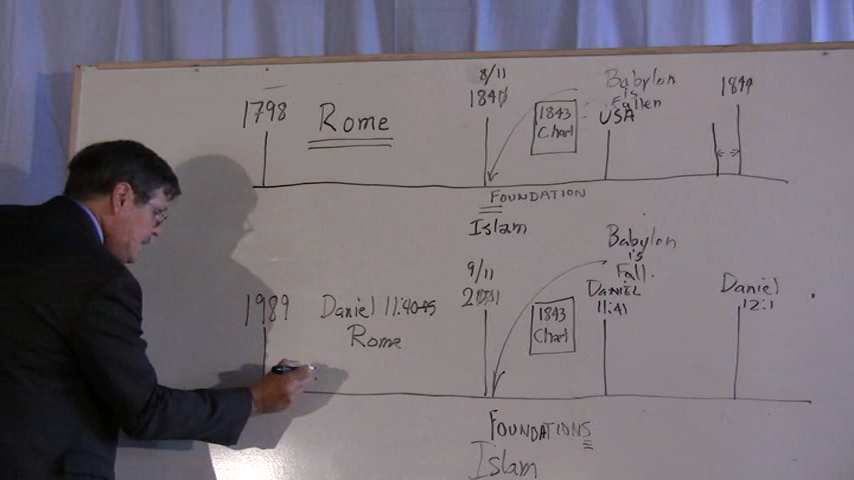 1798
Rome
8/11
1840
1843
Chart
Babylon
is
Fallen
USA
1844
FOUNDATION
Islam
1989
Daniel 11:40-45
Rome
9/11
2001
1843
Chart
Babylon
is
Fall.
DANIEL
11:41
Daniel
12:1
FOUNDATIONS
Islam